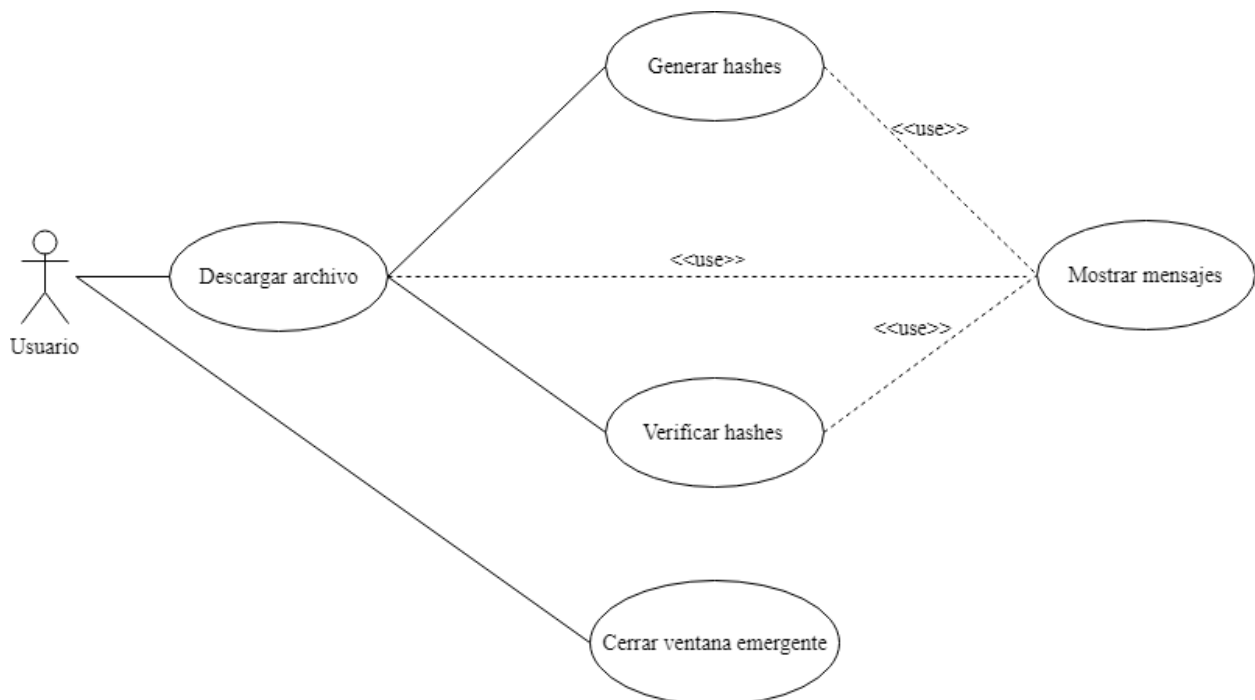 Generar hashes
<<use>>
Descargar archivo
<<use>>
Mostrar mensajes
Usuario
<<use>>
Verificar hashes
Cerrar ventana emergente